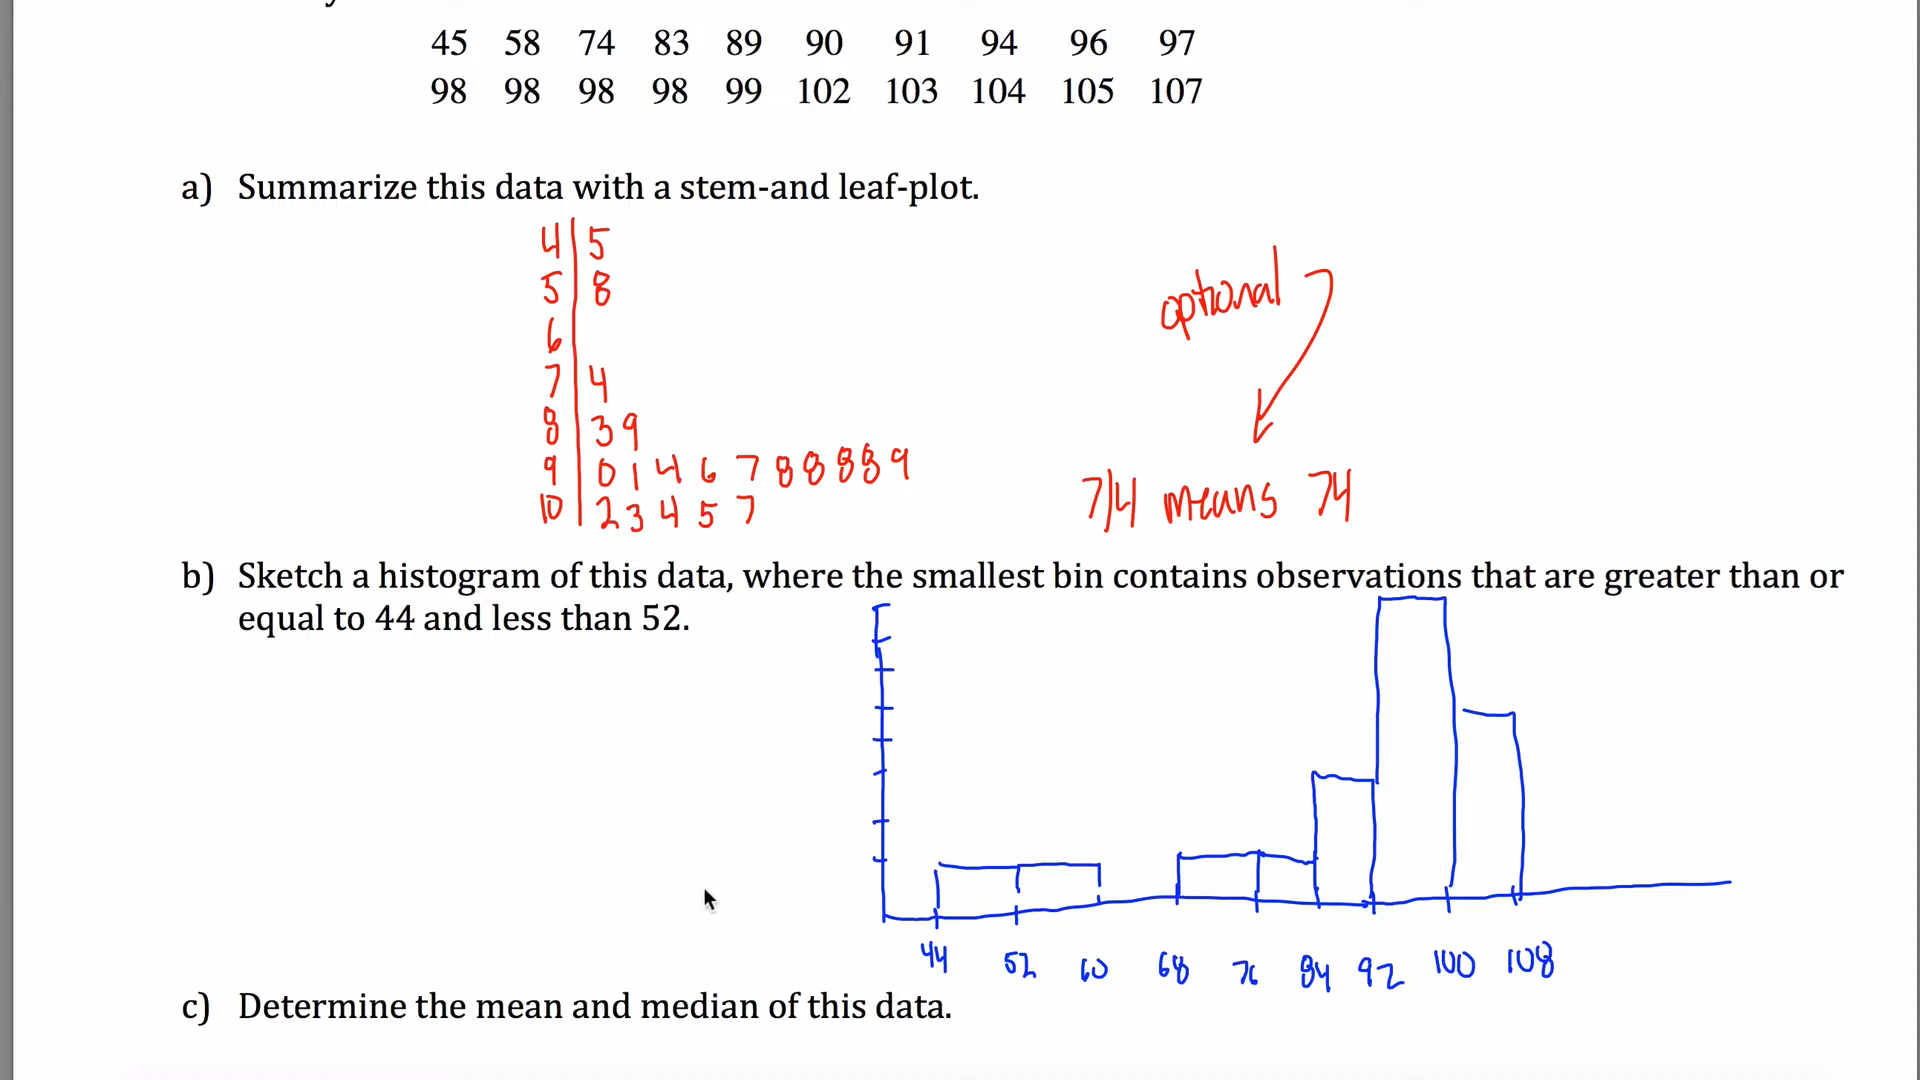 45 58 74 83 89 90 91 94 96 97
98 98 98 98 99 102 103 104 105 107
a) Summarize this data with a stem-and leaf-plot.
4 | 5
5 | 8
6 |
7 | 4
8 | 3 9
9 | 0 1 4 6 7 8 8 8 8 9
10 | 2 3 4 5 7
optional
7|4 means 74
b) Sketch a histogram of this data, where the smallest bin contains observations that are greater than or
equal to 44 and less than 52.
44 52 60 68 76 84 92 100 108
c) Determine the mean and median of this data.